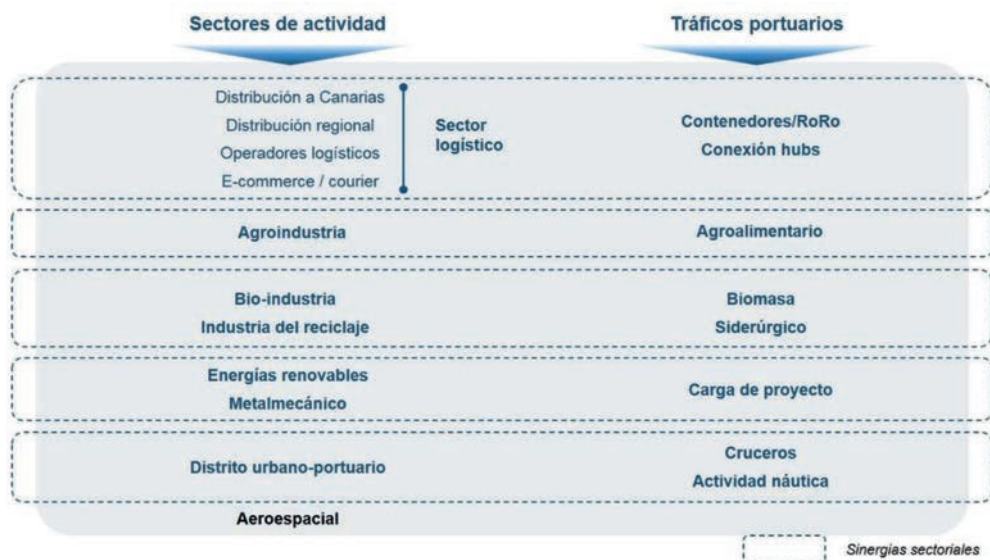 Sectores de actividad
Tráficos portuarios
Distribución a Canarias
Distribución regional
Operadores logísticos
E-commerce / courier
Sector
logístico
Contenedores/RoRo
Conexión hubs
Agroindustria
Agroalimentario
Bio-industria
Industria del reciclaje
Biomasa
Siderúrgico
Energías renovables
Metalmecánico
Carga de proyecto
Distrito urbano-portuario
Cruceros
Actividad náutica
Aeroespacial
Sinergias sectoriales